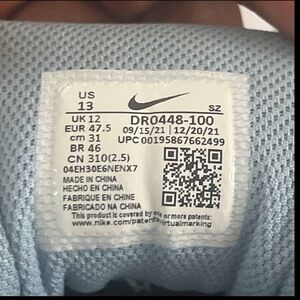 US
13
SZ
UK 12
EUR 47.5
cm 31
BR 46
CN 310(2.5)
04EH30E6NENX7
MADE IN CHINA
HECHO EN CHINA
FABRIQUE EN CHINE
FABRICADO NA CHINA
DR0448-100
09/15/21 | 12/20/21
UPC 00195867662499
This product is covered by one or more
www.nike.com/patents virtualmarking